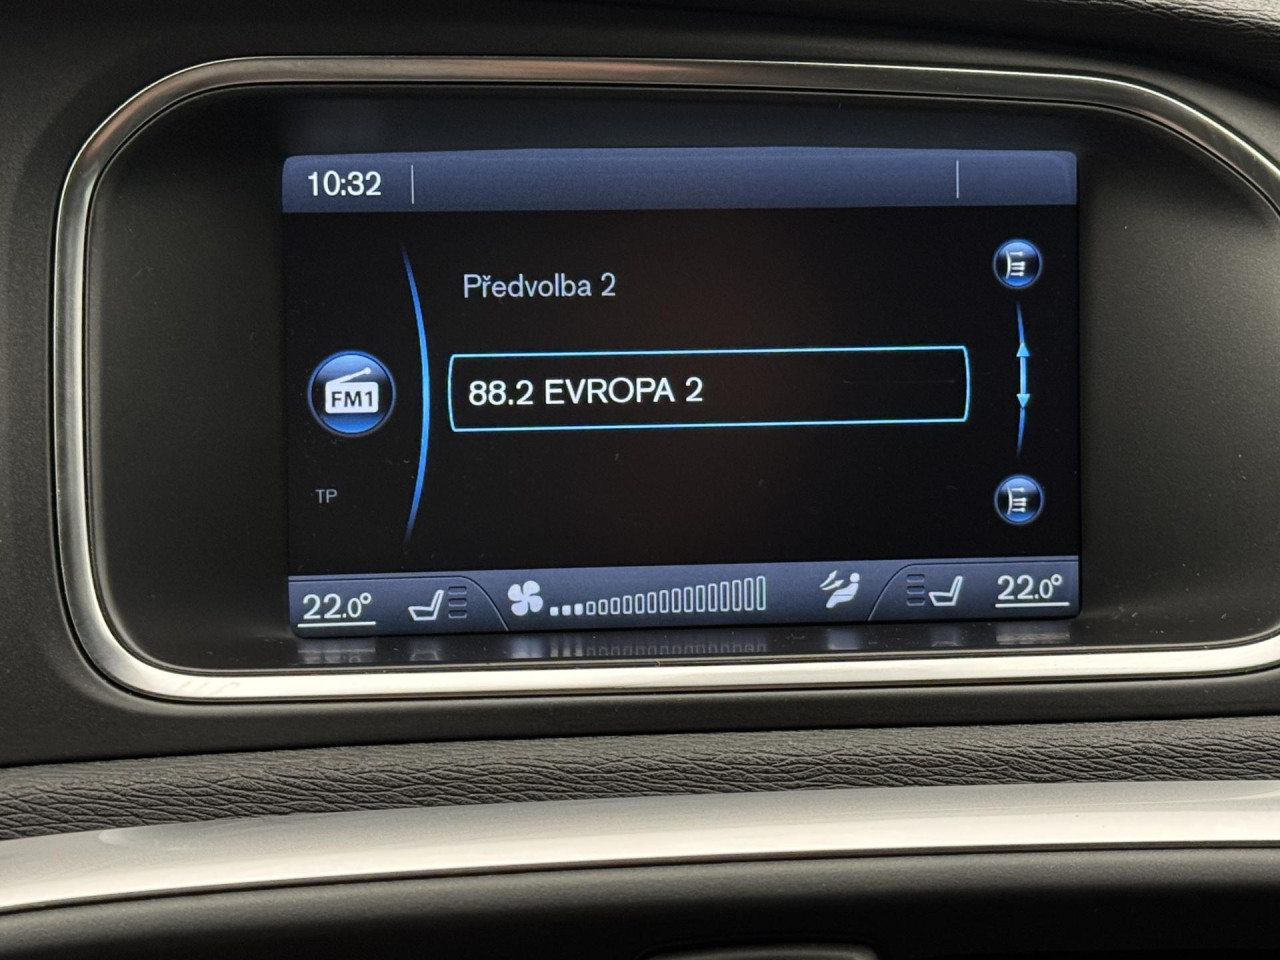 10:32
Předvolba 2
FM1
88.2 EVROPA 2
TP
22.0° 22.0°